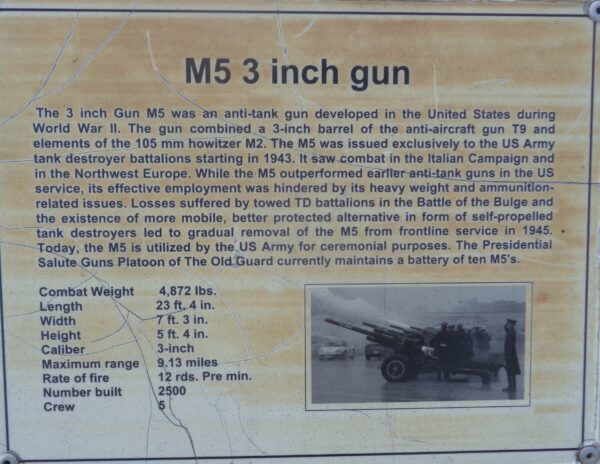 M5 3 inch gun
The 3 inch Gun M5 was an anti-tank gun developed in the United States during
World War II. The gun combined a 3-inch barrel of the anti-aircraft gun T9 and
elements of the 105 mm howitzer M2. The M5 was issued exclusively to the US Army
tank destroyer battalions starting in 1943. It saw combat in the Italian Campaign and
in the Northwest Europe. While the M5 outperformed earlier anti-tank guns in the US
service, its effective employment was hindered by its heavy weight and ammunition-
related issues. Losses suffered by towed TD battalions in the Battle of the Bulge and
the existence of more mobile, better protected alternative in form of self-propelled
tank destroyers led to gradual removal of the M5 from frontline service in 1945.
Today, the M5 is utilized by the US Army for ceremonial purposes. The Presidential
Salute Guns Platoon of The Old Guard currently maintains a battery of ten M5's.
Combat Weight 4,872 lbs.
Length 23 ft. 4 in.
Width 7 ft. 3 in.
Height 5 ft. 4 in.
Caliber 3-inch
Maximum range 9.13 miles
Rate of fire 12 rds. Pre min.
Number built 2500
Crew 5